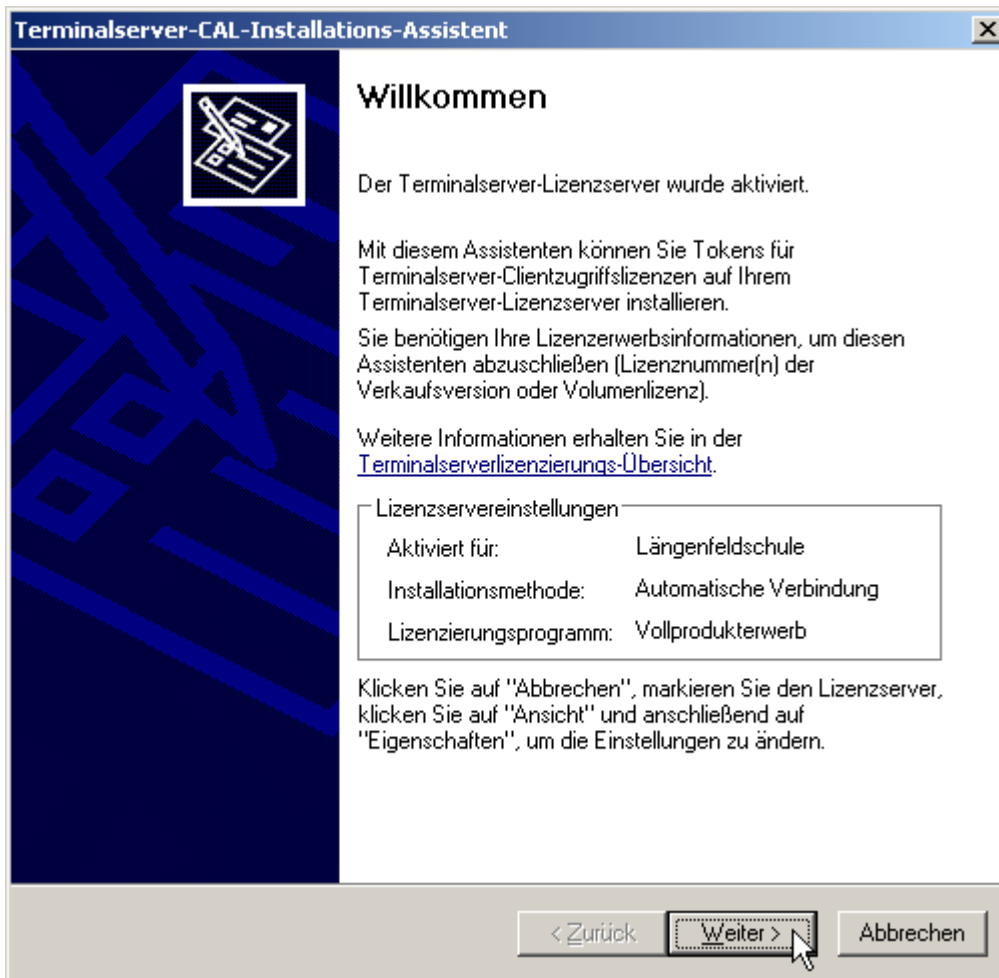 Terminalserver-CAL-Installations-Assistent
Willkommen
Der Terminalserver-Lizenzserver wurde aktiviert.
Mit diesem Assistenten können Sie Tokens für
Terminalserver-Clientzugriffslizenzen auf Ihrem
Terminalserver-Lizenzserver installieren.
Sie benötigen Ihre Lizenzerwerbsinformationen, um diesen
Assistenten abzuschließen (Lizenznummer(n) der
Verkaufsversion oder Volumenlizenz).
Weitere Informationen erhalten Sie in der
Terminalserverlizenzierungs-Übersicht.
Lizenzservereinstellungen
Aktiviert für: Längenfeldschule
Installationsmethode: Automatische Verbindung
Lizenzierungsprogramm: Vollprodukterwerb
Klicken Sie auf "Abbrechen", markieren Sie den Lizenzserver,
klicken Sie auf "Ansicht" und anschließend auf
"Eigenschaften", um die Einstellungen zu ändern.
< Zurück Weiter > Abbrechen